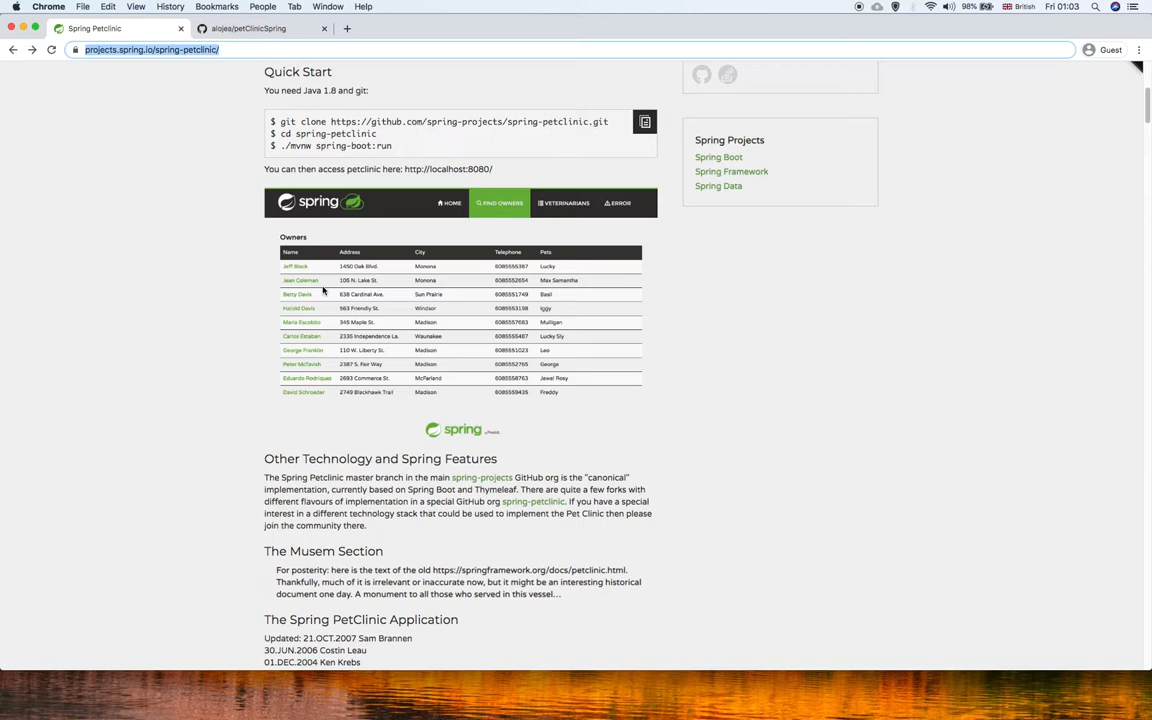 Chrome File Edit View History Bookmarks People Tab Window Help 98% British Fri 01:03
Spring Petclinic alojea/petClinicSpring
projects.spring.io/spring-petclinic/ Guest
Quick Start
You need Java 1.8 and git:
$ git clone https://github.com/spring-projects/spring-petclinic.git
$ cd spring-petclinic
$ ./mvnw spring-boot:run
You can then access petclinic here: http://localhost:8080/
spring HOME FIND OWNERS VETERINARIANS ERROR
Owners
Name Address City Telephone Pets
Jeff Black 1450 Oak Blvd. Monona 6085555387 Lucky
Jean Coleman 105 N. Lake St. Monona 6085552654 Max Samantha
Betty Davis 638 Cardinal Ave. Sun Prairie 6085551749 Basil
Harold Davis 563 Friendly St. Windsor 6085553198 Iggy
Maria Escobito 345 Maple St. Madison 6085557683 Mulligan
Carlos Estaban 2335 Independence La. Waunakee 6085555487 Lucky Sly
George Franklin 110 W. Liberty St. Madison 6085551023 Leo
Peter McTavish 2387 S. Fair Way Madison 6085552765 George
Eduardo Rodriquez 2693 Commerce St. McFarland 6085558763 Jewel Rosy
David Schroeder 2749 Blackhawk Trail Madison 6085559435 Freddy
spring
Other Technology and Spring Features
The Spring Petclinic master branch in the main spring-projects GitHub org is the "canonical"
implementation, currently based on Spring Boot and Thymeleaf. There are quite a few forks with
different flavours of implementation in a special GitHub org spring-petclinic. If you have a special
interest in a different technology stack that could be used to implement the Pet Clinic then please
join the community there.
The Musem Section
For posterity: here is the text of the old https://springframework.org/docs/petclinic.html.
Thankfully, much of it is irrelevant or inaccurate now, but it might be an interesting historical
document one day. A monument to all those who served in this vessel…
The Spring PetClinic Application
Updated: 21.OCT.2007 Sam Brannen
30.JUN.2006 Costin Leau
01.DEC.2004 Ken Krebs
Spring Projects
Spring Boot
Spring Framework
Spring Data